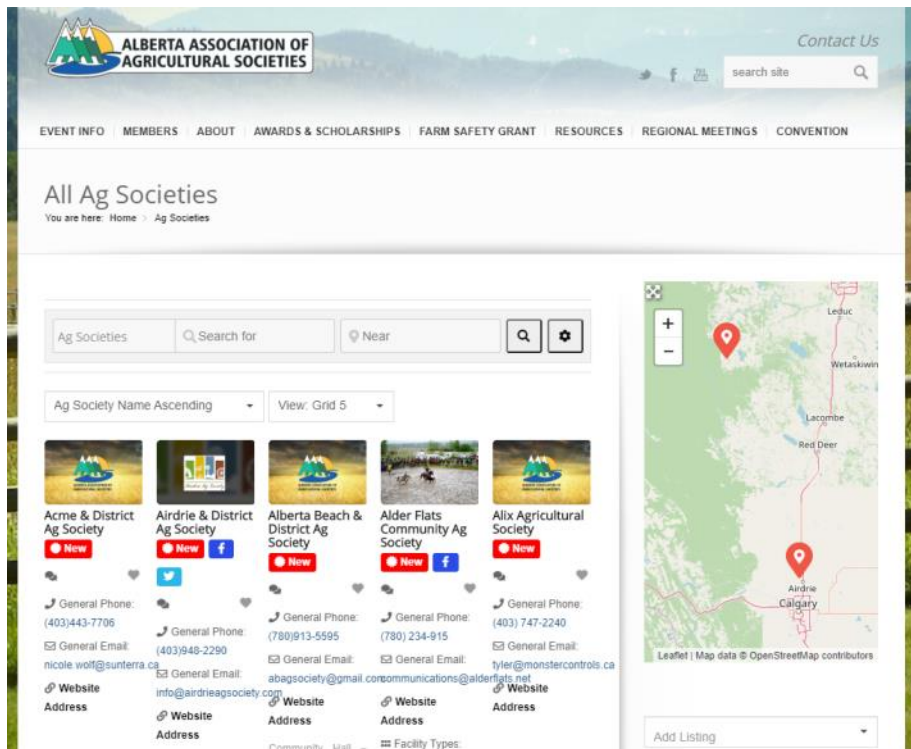 ALBERTA ASSOCIATION OF
AGRICULTURAL SOCIETIES
Contact Us
search site
EVENT INFO MEMBERS ABOUT AWARDS & SCHOLARSHIPS FARM SAFETY GRANT RESOURCES REGIONAL MEETINGS CONVENTION
All Ag Societies
You are here: Home > Ag Societies
Ag Societies
Search for
Near
Ag Society Name Ascending
View: Grid 5
Acme & District
Ag Society
New
General Phone:
(403)443-7706
General Email:
nicole.wolf@sunterra.ca
Website
Address
Airdrie & District
Ag Society
New
General Phone:
(403)948-2290
General Email:
info@airdrieagsociety.com
Website
Address
Alberta Beach &
District Ag
Society
New
General Phone:
(780)913-5595
General Email:
abagsociety@gmail.com
Website
Address
Community Hall -
Alder Flats
Community Ag
Society
New
General Phone:
(780) 234-915
General Email:
communications@alderflats.net
Website
Address
Facility Types:
Alix Agricultural
Society
New
General Phone:
(403) 747-2240
General Email:
tyler@monstercontrols.ca
Website
Address
+
−
Leduc
Wetaskiwin
Lacombe
Red Deer
Airdrie
Calgary
Leaflet | Map data © OpenStreetMap contributors
Add Listing